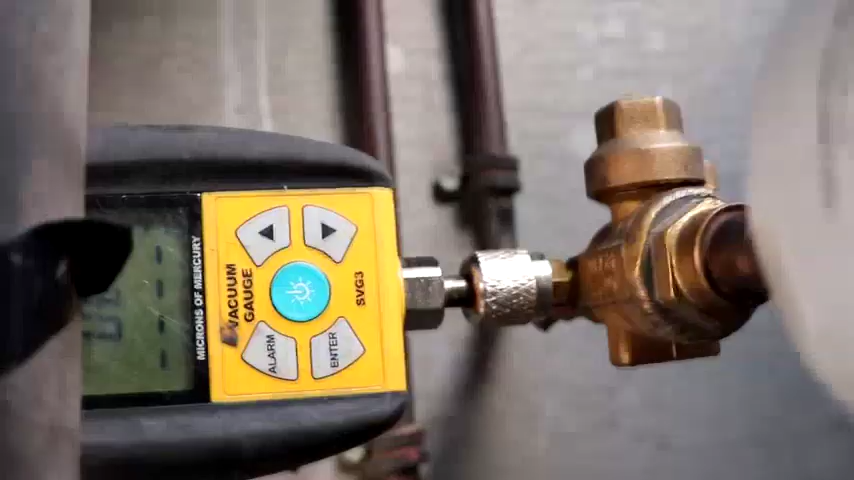 MICRONS OF MERCURY
VACUUM
GAUGE
SVG3
ALARM
ENTER